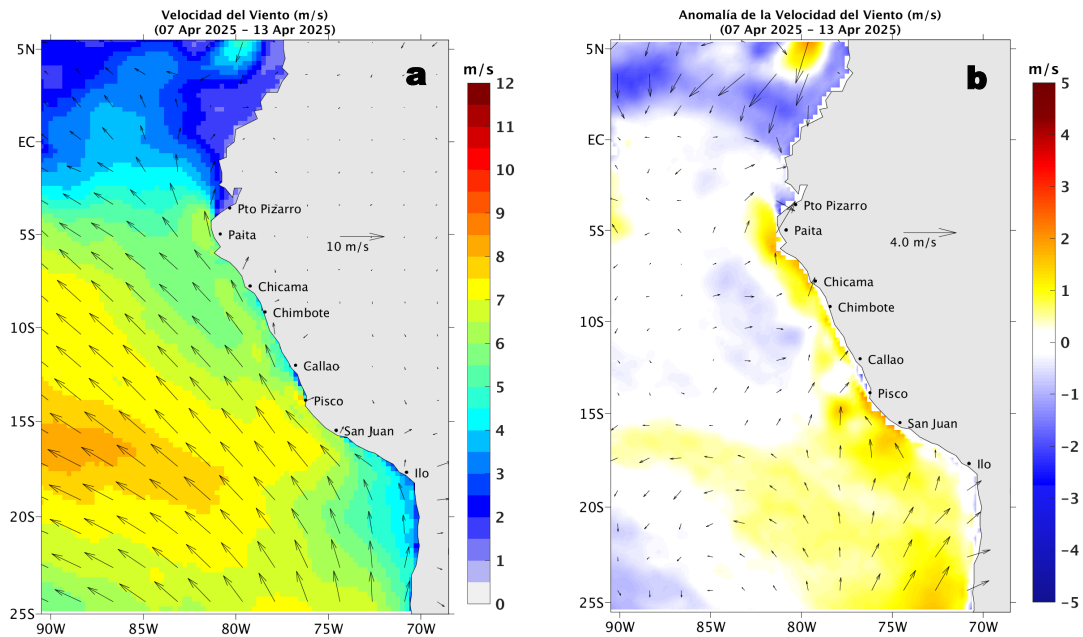 Velocidad del Viento (m/s)
(07 Apr 2025 – 13 Apr 2025)
a
m/s
12
11
10
9
8
7
6
5
4
3
2
1
0
5N
EC
5S
10S
15S
20S
25S
90W
85W
80W
75W
70W
Pto Pizarro
Paita
10 m/s
Chicama
Chimbote
Callao
Pisco
San Juan
Ilo
Anomalía de la Velocidad del Viento (m/s)
(07 Apr 2025 – 13 Apr 2025)
b
m/s
5
4
3
2
1
0
−1
−2
−3
−4
−5
5N
EC
5S
10S
15S
20S
25S
90W
85W
80W
75W
70W
Pto Pizarro
Paita
4.0 m/s
Chicama
Chimbote
Callao
Pisco
San Juan
Ilo